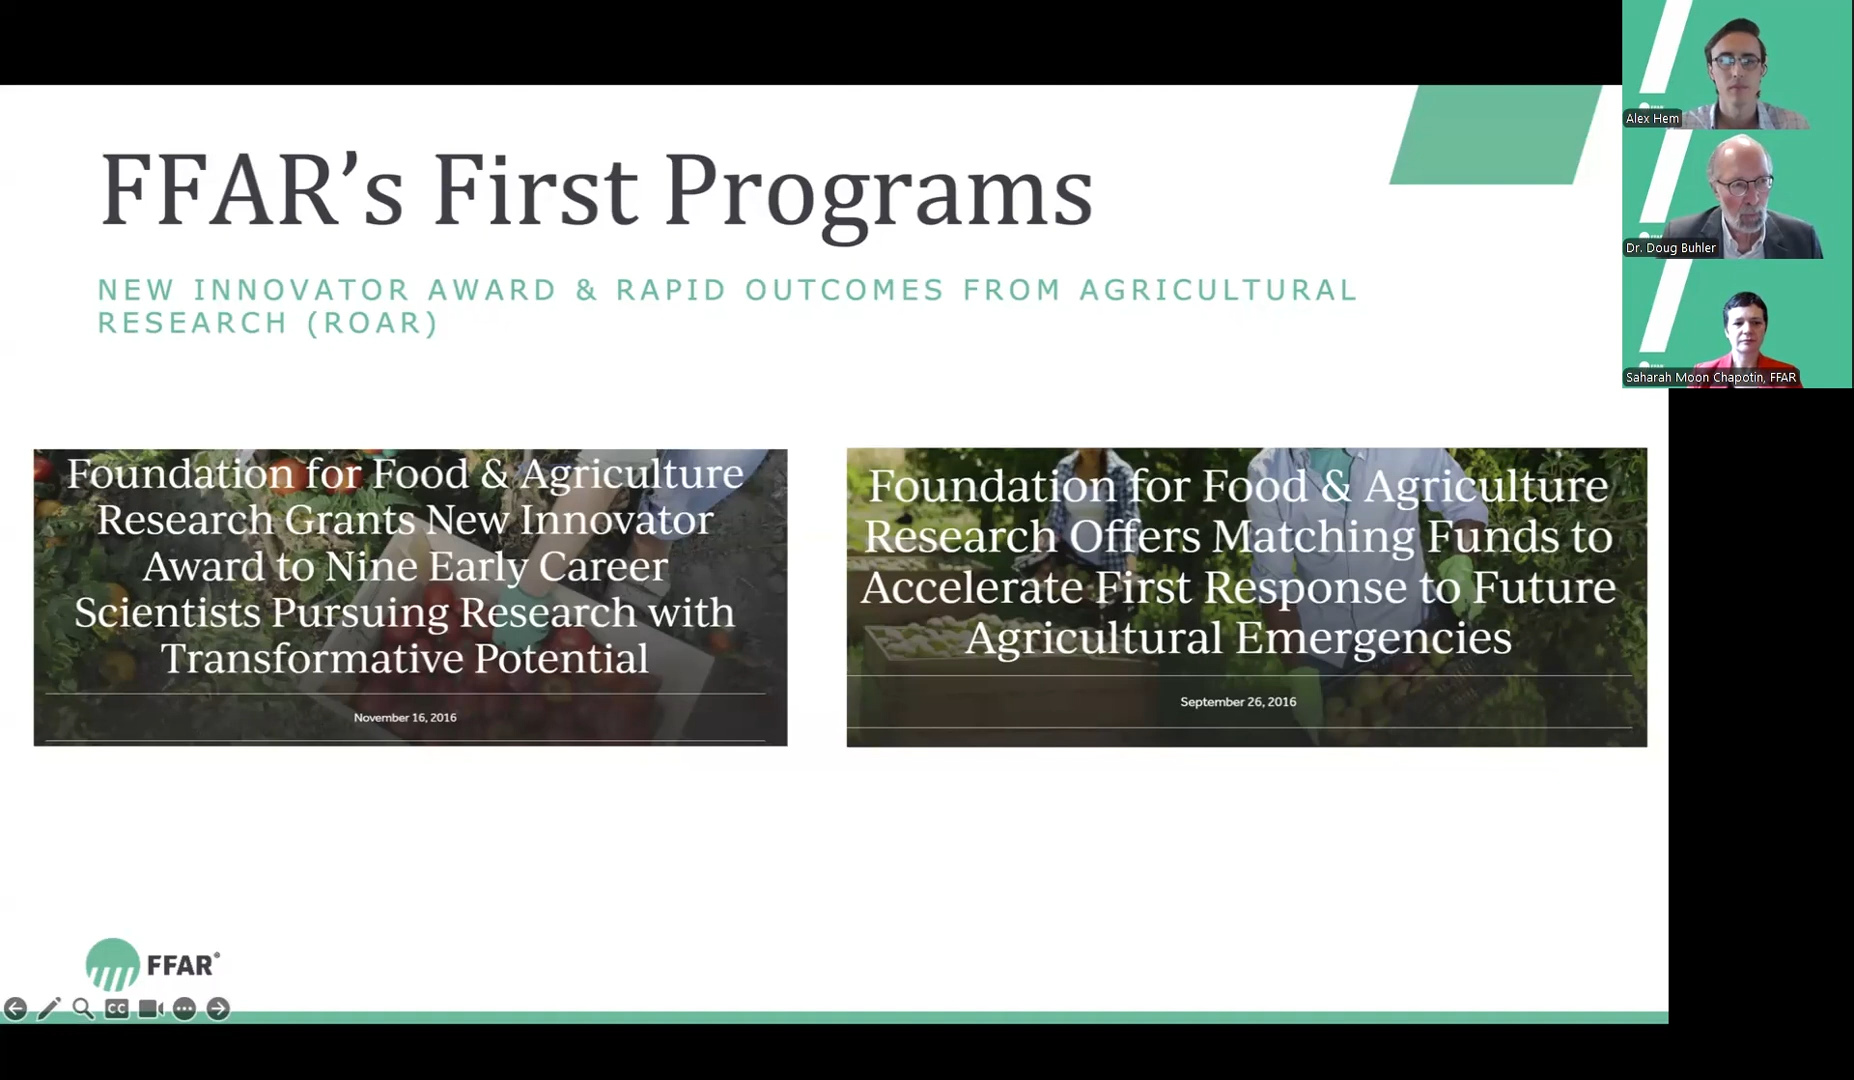 FFAR’s First Programs
NEW INNOVATOR AWARD & RAPID OUTCOMES FROM AGRICULTURAL
RESEARCH (ROAR)
Foundation for Food & Agriculture
Research Grants New Innovator
Award to Nine Early Career
Scientists Pursuing Research with
Transformative Potential
November 16, 2016
Foundation for Food & Agriculture
Research Offers Matching Funds to
Accelerate First Response to Future
Agricultural Emergencies
September 26, 2016
FFAR®
CC
Alex Hem
Dr. Doug Buhler
Saharah Moon Chapotin, FFAR